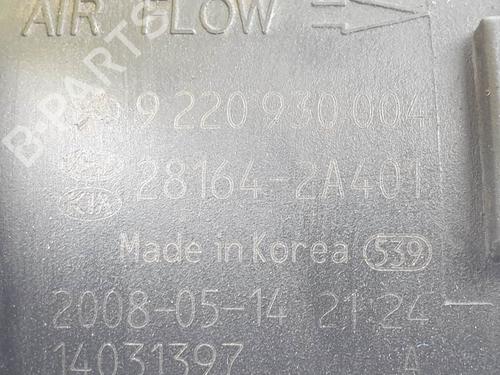 AIR FLOW
9 220 930 004
28164-2A401
KIA
Made in Korea 539
2008-05-14 21 24
14031397 A
B-PARTS